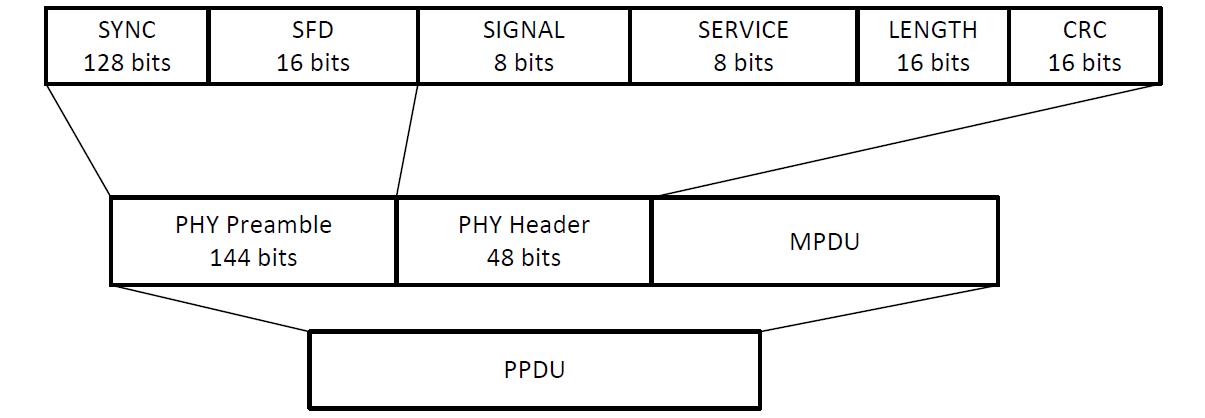 SYNC
128 bits
SFD
16 bits
SIGNAL
8 bits
SERVICE
8 bits
LENGTH
16 bits
CRC
16 bits
PHY Preamble
144 bits
PHY Header
48 bits
MPDU
PPDU